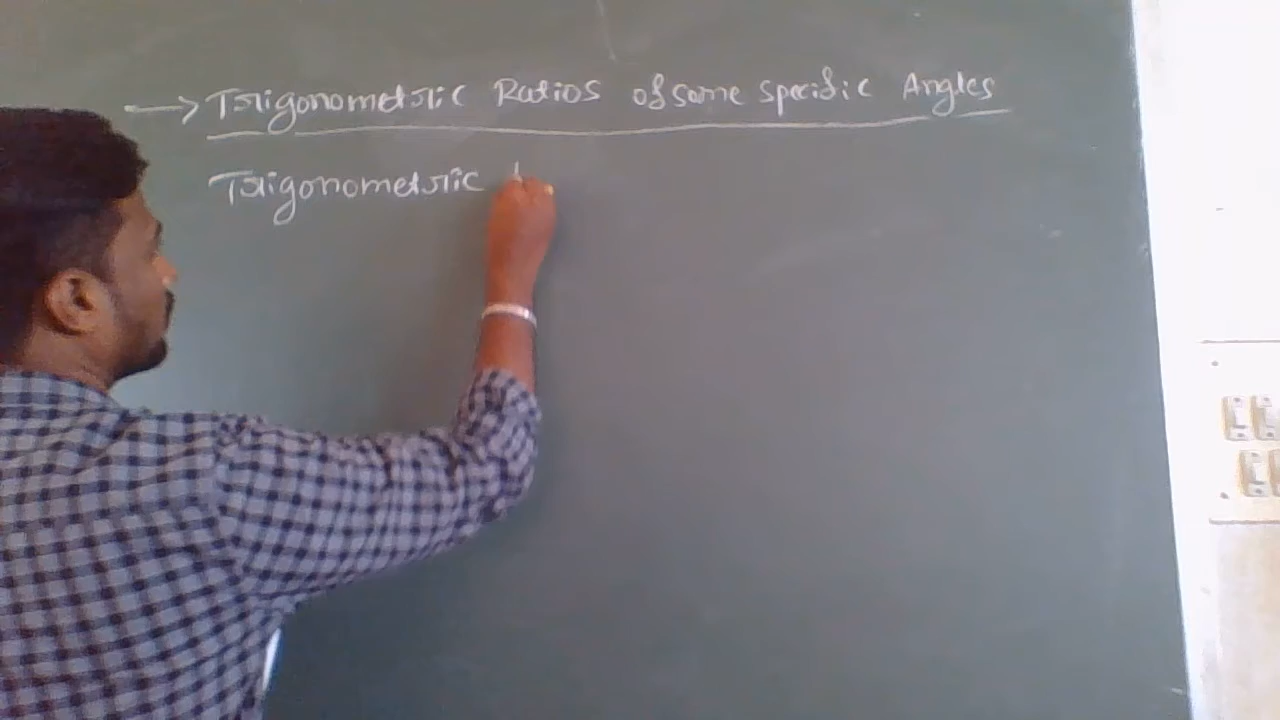 → Trigonometric Ratios of some specific Angles
Trigonometric